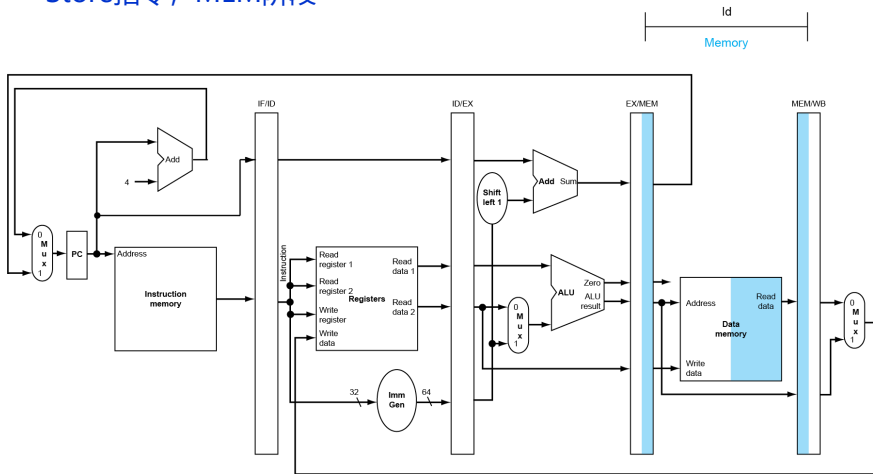 ld
Memory
IF/ID
ID/EX
EX/MEM
MEM/WB
Add
4
Add Sum
Shift
left 1
0
M
u
x
1
PC
Address
Instruction
memory
Instruction
Read
register 1
Read
data 1
Read
register 2
Registers
Read
data 2
Write
register
Write
data
0
M
u
x
1
Zero
ALU
ALU
result
Address
Read
data
Data
memory
Write
data
0
M
u
x
1
32
Imm
Gen
64